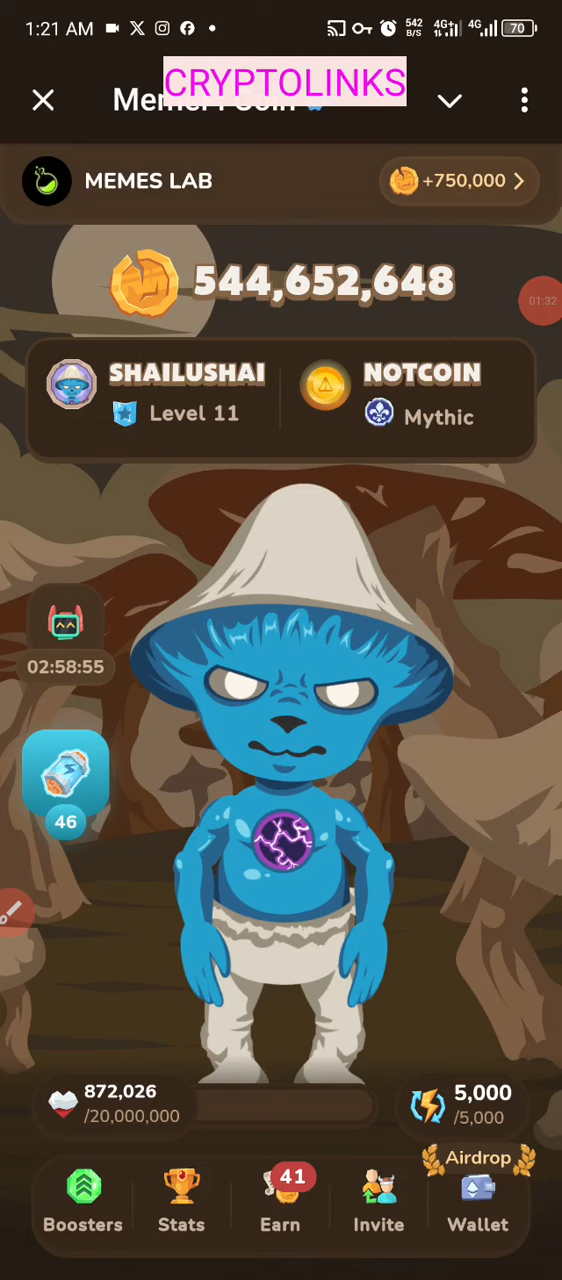 1:21 AM 542 B/S 4G+ 4G 70
CRYPTOLINKS
MEMES LAB +750,000
544,652,648
01:32
SHAILUSHAI NOTCOIN
Level 11 Mythic
02:58:55
46
872,026 5,000
/20,000,000 /5,000
Airdrop
41
Boosters Stats Earn Invite Wallet